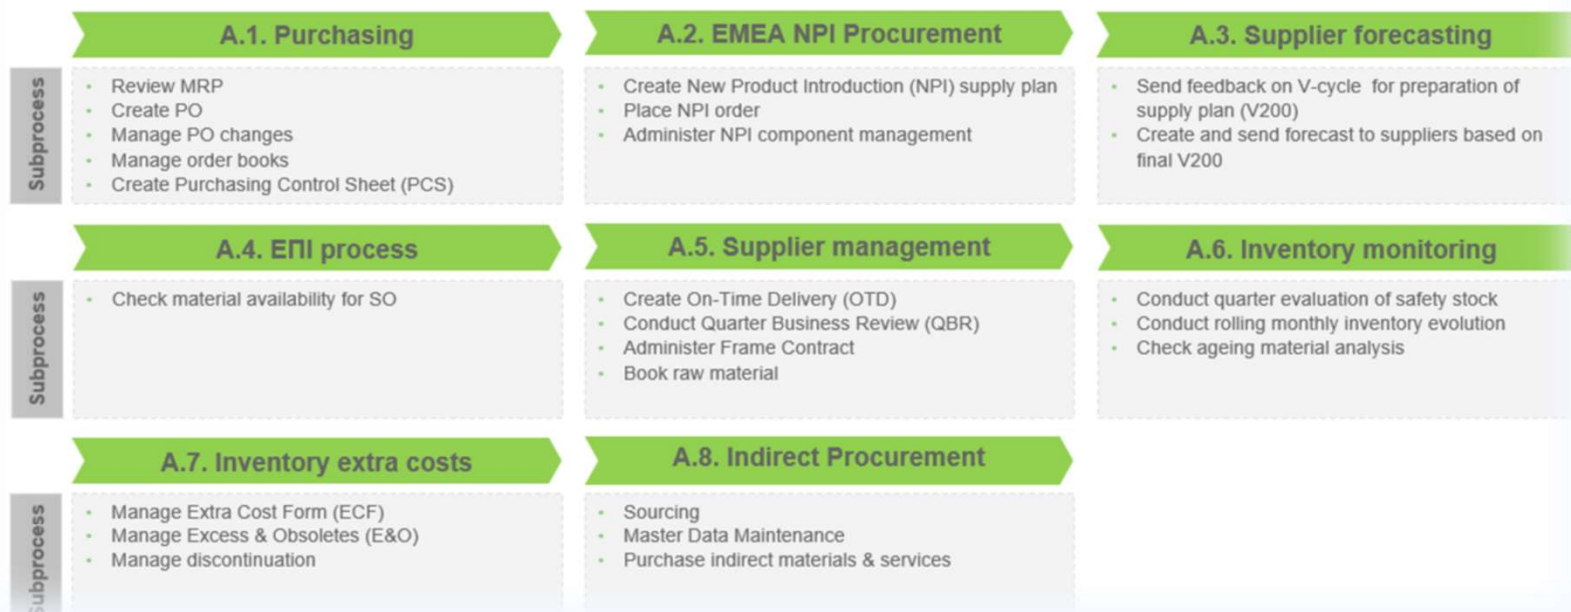 A.1. Purchasing
Subprocess
Review MRP
Create PO
Manage PO changes
Manage order books
Create Purchasing Control Sheet (PCS)
A.2. EMEA NPI Procurement
Create New Product Introduction (NPI) supply plan
Place NPI order
Administer NPI component management
A.3. Supplier forecasting
Send feedback on V-cycle for preparation of
supply plan (V200)
Create and send forecast to suppliers based on
final V200
A.4. ЕПІ process
Subprocess
Check material availability for SO
A.5. Supplier management
Create On-Time Delivery (OTD)
Conduct Quarter Business Review (QBR)
Administer Frame Contract
Book raw material
A.6. Inventory monitoring
Conduct quarter evaluation of safety stock
Conduct rolling monthly inventory evolution
Check ageing material analysis
A.7. Inventory extra costs
Subprocess
Manage Extra Cost Form (ECF)
Manage Excess & Obsoletes (E&O)
Manage discontinuation
A.8. Indirect Procurement
Sourcing
Master Data Maintenance
Purchase indirect materials & services